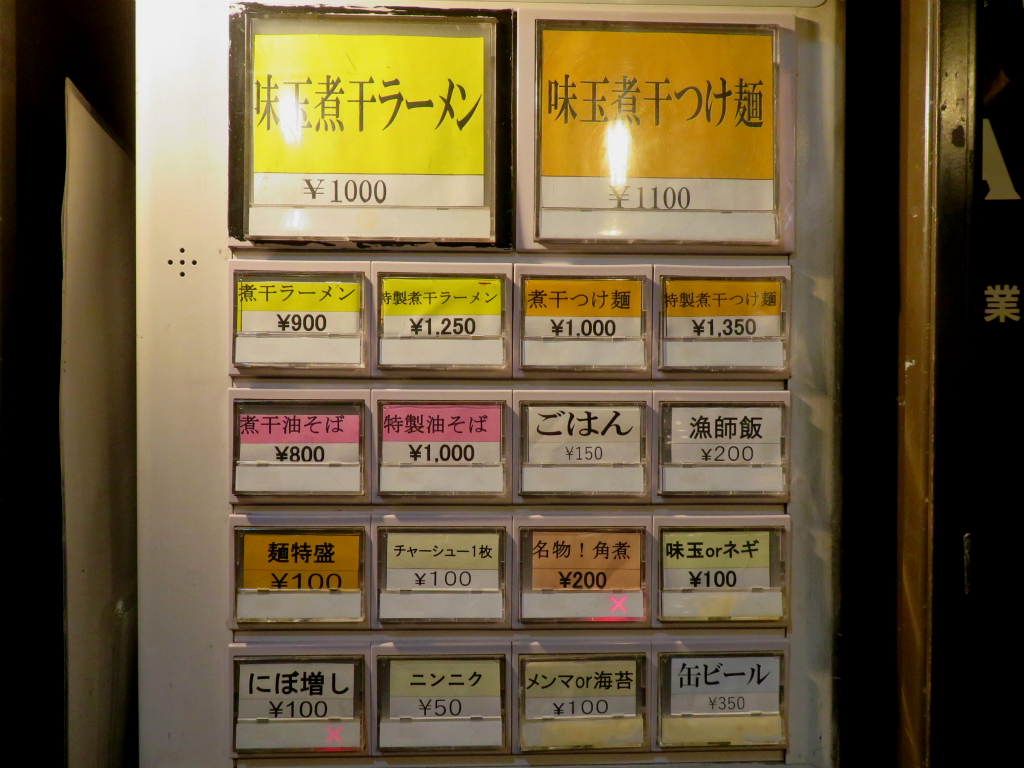 味玉煮干ラーメン
￥1000
味玉煮干つけ麺
￥1100
煮干ラーメン
¥900
特製煮干ラーメン
¥1,250
煮干つけ麺
¥1,000
特製煮干つけ麺
¥1,350
煮干油そば
¥800
特製油そば
¥1,000
ごはん
¥150
漁師飯
¥200
麺特盛
¥100
チャーシュー1枚
¥100
名物！角煮
¥200
×
味玉orネギ
¥100
にぼ増し
¥100
×
ニンニク
¥50
メンマor海苔
¥100
缶ビール
¥350
業